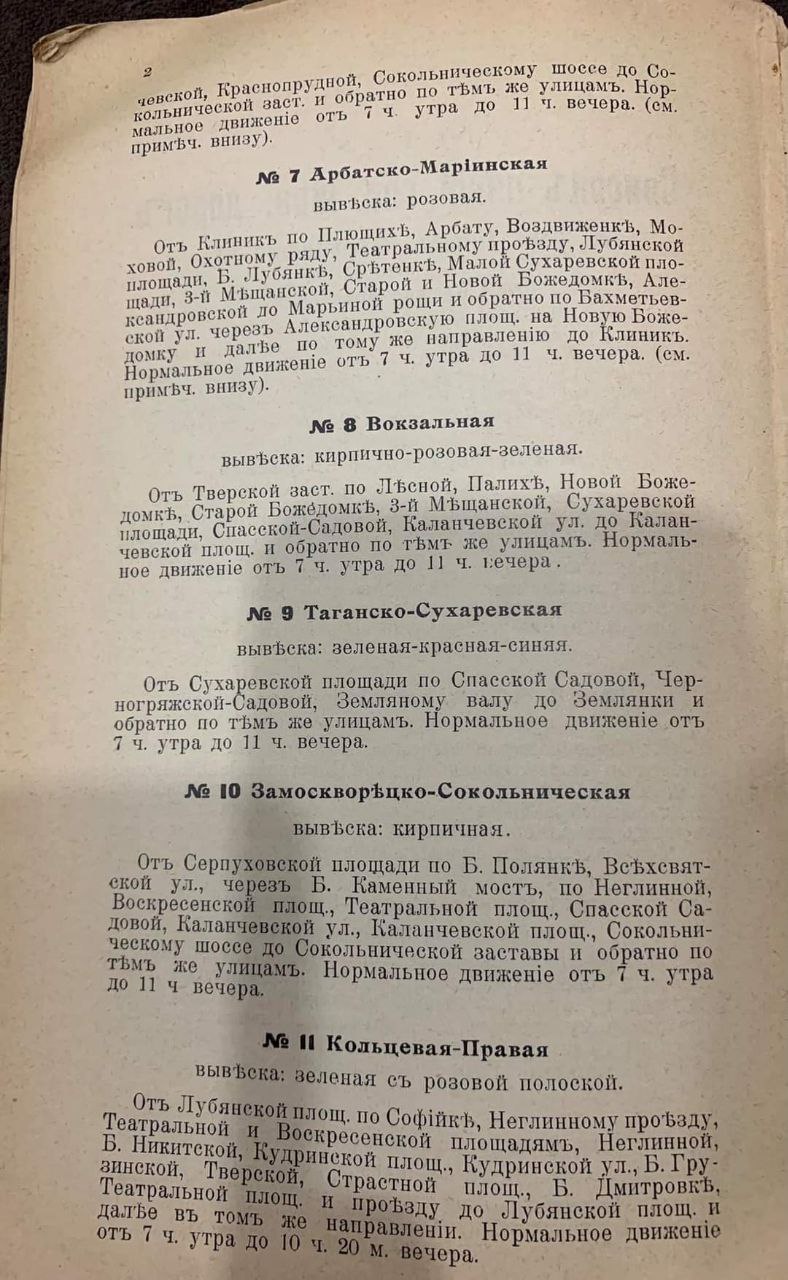 2
чевской, Краснопрудной, Сокольническому шоссе до Со-
кольнической заст. и обратно по тѣмъ же улицамъ. Нор-
мальное движеніе отъ 7 ч. утра до 11 ч. вечера. (см.
примѣч. внизу).
№ 7 Арбатско-Маріинская
вывѣска: розовая.
Отъ Клиникъ по Плющихѣ, Арбату, Воздвиженкѣ, Мо-
ховой, Охотному ряду, Театральному проѣзду, Лубянской
площади, Б. Лубянкѣ, Срѣтенкѣ, Малой Сухаревской пло-
щади, 3-й Мѣщанской, Старой и Новой Божедомкѣ, Але-
ксандровской до Марьиной рощи и обратно по Бахметьев-
ской ул. черезъ Александровскую площ. на Новую Боже-
домку и далѣе по тому же направленію до Клиникъ.
Нормальное движеніе отъ 7 ч. утра до 11 ч. вечера. (см.
примѣч. внизу).
№ 8 Вокзальная
вывѣска: кирпично-розовая-зеленая.
Отъ Тверской заст. по Лѣсной, Палихѣ, Новой Боже-
домкѣ, Старой Божедомкѣ, 3-й Мѣщанской, Сухаревской
площади, Спасской-Садовой, Каланчевской ул. до Калан-
чевской площ. и обратно по тѣмъ же улицамъ. Нормаль-
ное движеніе отъ 7 ч. утра до 11 ч. вечера.
№ 9 Таганско-Сухаревская
вывѣска: зеленая-красная-синяя.
Отъ Сухаревской площади по Спасской Садовой, Чер-
ногряжской-Садовой, Земляному валу до Землянки и
обратно по тѣмъ же улицамъ. Нормальное движеніе отъ
7 ч. утра до 11 ч. вечера.
№ 10 Замоскворѣцко-Сокольническая
вывѣска: кирпичная.
Отъ Серпуховской площади по Б. Полянкѣ, Всѣхсвят-
ской ул., черезъ Б. Каменный мостъ, по Неглинной,
Воскресенской площ., Театральной площ., Спасской Са-
довой, Каланчевской ул., Каланчевской площ., Сокольни-
ческому шоссе до Сокольнической заставы и обратно по
тѣмъ же улицамъ. Нормальное движеніе отъ 7 ч. утра
до 11 ч вечера.
№ 11 Кольцевая-Правая
вывѣска: зеленая съ розовой полоской.
Отъ Лубянской площ. по Софійкѣ, Неглинному проѣзду,
Театральной и Воскресенской площадямъ, Неглинной,
Б. Никитской, Кудринской площ., Кудринской ул., Б. Гру-
зинской, Тверской, Страстной площ., Б. Дмитровкѣ,
Театральной площ. и проѣзду до Лубянской площ. и
далѣе въ томъ же направленіи. Нормальное движеніе
отъ 7 ч. утра до 10 ч. 20 м. вечера.